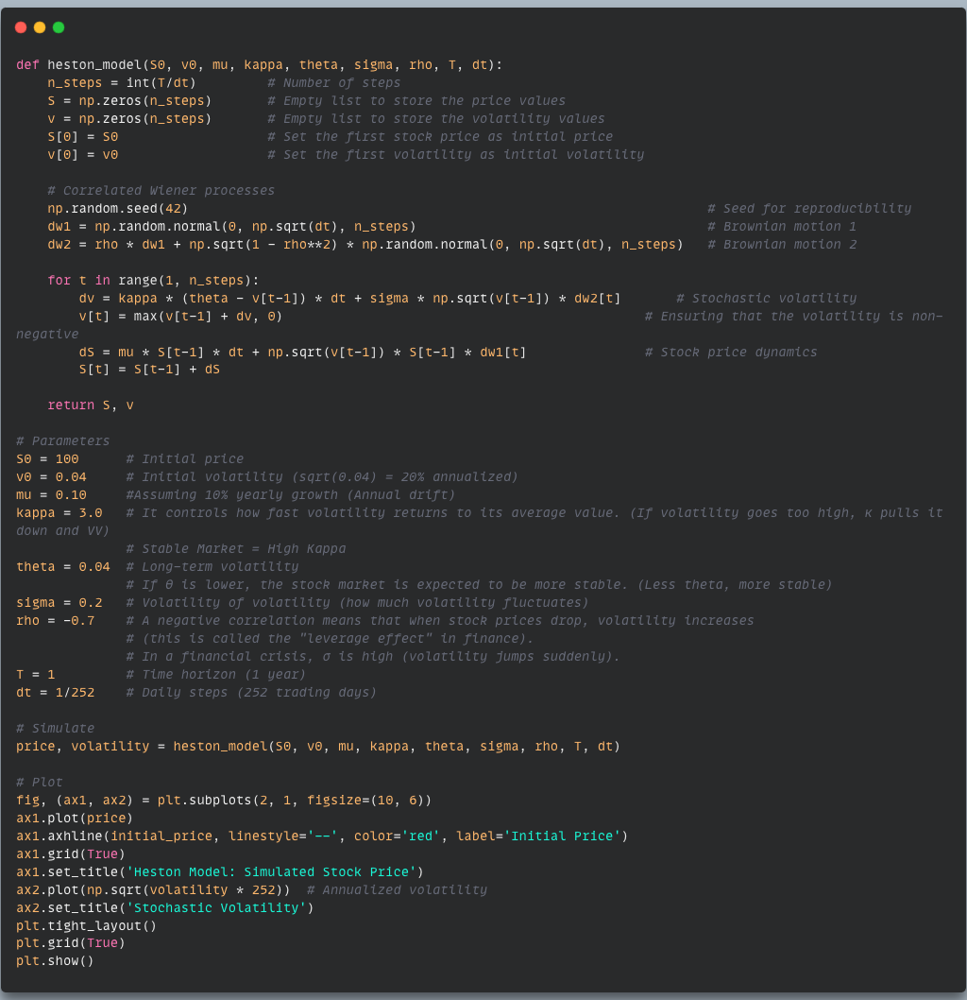 def heston_model(S0, v0, mu, kappa, theta, sigma, rho, T, dt):
    n_steps = int(T/dt)         # Number of steps
    S = np.zeros(n_steps)       # Empty list to store the price values
    v = np.zeros(n_steps)       # Empty list to store the volatility values
    S[0] = S0                   # Set the first stock price as initial price
    v[0] = v0                   # Set the first volatility as initial volatility

    # Correlated Wiener processes
    np.random.seed(42)                                                                  # Seed for reproducibility
    dw1 = np.random.normal(0, np.sqrt(dt), n_steps)                                     # Brownian motion 1
    dw2 = rho * dw1 + np.sqrt(1 - rho**2) * np.random.normal(0, np.sqrt(dt), n_steps)   # Brownian motion 2

    for t in range(1, n_steps):
        dv = kappa * (theta - v[t-1]) * dt + sigma * np.sqrt(v[t-1]) * dw2[t]       # Stochastic volatility
        v[t] = max(v[t-1] + dv, 0)                                              # Ensuring that the volatility is non-
negative
        dS = mu * S[t-1] * dt + np.sqrt(v[t-1]) * S[t-1] * dw1[t]               # Stock price dynamics
        S[t] = S[t-1] + dS

    return S, v

# Parameters
S0 = 100      # Initial price
v0 = 0.04     # Initial volatility (sqrt(0.04) = 20% annualized)
mu = 0.10     #Assuming 10% yearly growth (Annual drift)
kappa = 3.0   # It controls how fast volatility returns to its average value. (If volatility goes too high, κ pulls it
down and VV)
              # Stable Market = High Kappa
theta = 0.04  # Long-term volatility
              # If θ is lower, the stock market is expected to be more stable. (Less theta, more stable)
sigma = 0.2   # Volatility of volatility (how much volatility fluctuates)
rho = -0.7    # A negative correlation means that when stock prices drop, volatility increases
              # (this is called the "leverage effect" in finance).
              # In a financial crisis, σ is high (volatility jumps suddenly).
T = 1         # Time horizon (1 year)
dt = 1/252    # Daily steps (252 trading days)

# Simulate
price, volatility = heston_model(S0, v0, mu, kappa, theta, sigma, rho, T, dt)

# Plot
fig, (ax1, ax2) = plt.subplots(2, 1, figsize=(10, 6))
ax1.plot(price)
ax1.axhline(initial_price, linestyle='--', color='red', label='Initial Price')
ax1.grid(True)
ax1.set_title('Heston Model: Simulated Stock Price')
ax2.plot(np.sqrt(volatility * 252))  # Annualized volatility
ax2.set_title('Stochastic Volatility')
plt.tight_layout()
plt.grid(True)
plt.show()